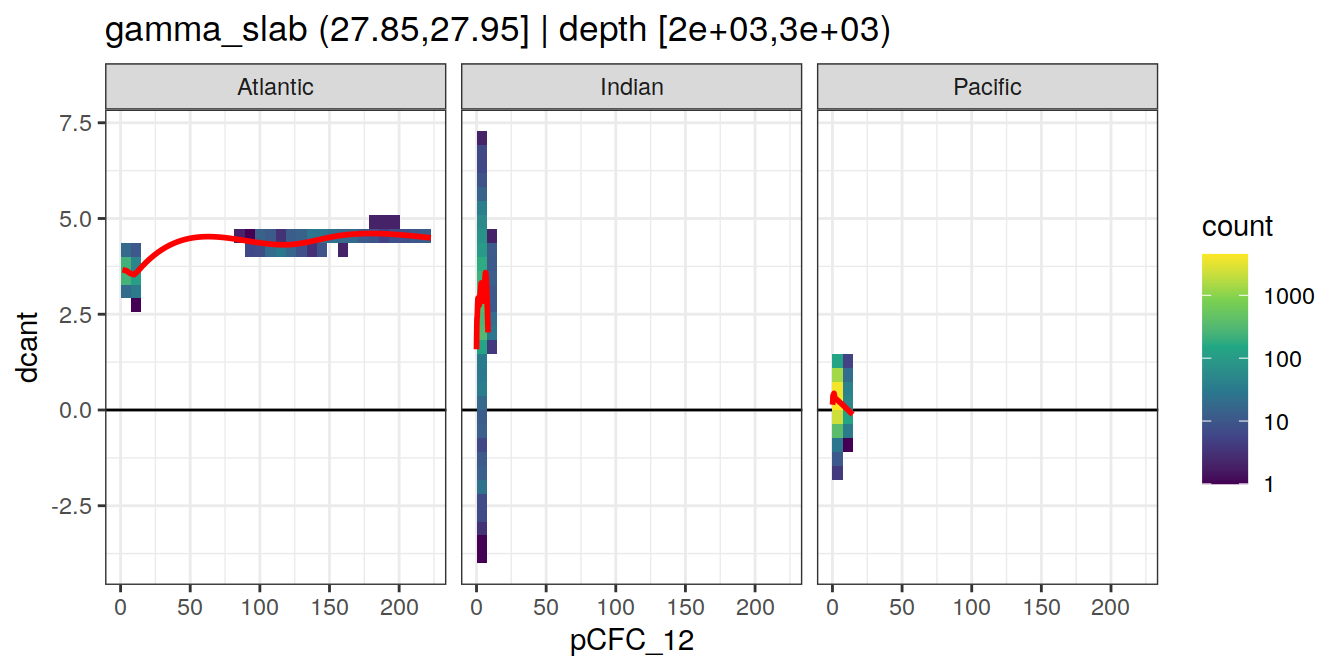 gamma_slab (27.85,27.95] | depth [2e+03,3e+03)
Atlantic Indian Pacific
7.5
5.0
2.5
0.0
-2.5
dcant
0 50 100 150 200 0 50 100 150 200 0 50 100 150 200
pCFC_12
count
1000
100
10
1